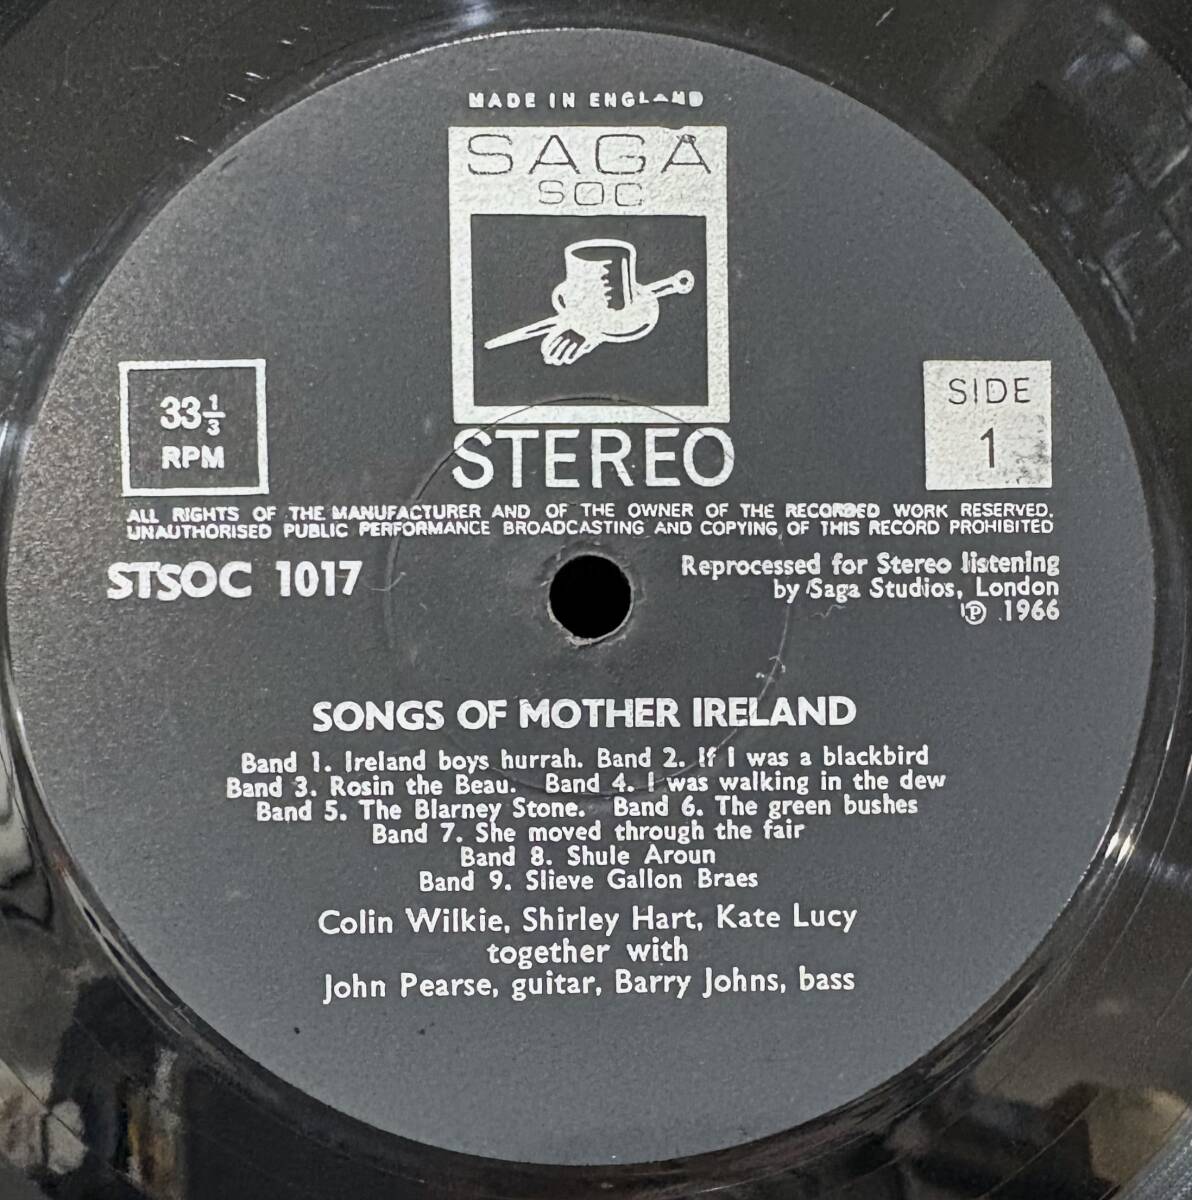 MADE IN ENGLAND
SAGA
SOC
33⅓
RPM
STEREO
SIDE
1
ALL RIGHTS OF THE MANUFACTURER AND OF THE OWNER OF THE RECORDED WORK RESERVED.
UNAUTHORISED PUBLIC PERFORMANCE BROADCASTING AND COPYING OF THIS RECORD PROHIBITED
STSOC 1017
Reprocessed for Stereo listening
by Saga Studios, London
℗ 1966
SONGS OF MOTHER IRELAND
Band 1. Ireland boys hurrah. Band 2. If I was a blackbird
Band 3. Rosin the Beau. Band 4. I was walking in the dew
Band 5. The Blarney Stone. Band 6. The green bushes
Band 7. She moved through the fair
Band 8. Shule Aroun
Band 9. Slieve Gallon Braes
Colin Wilkie, Shirley Hart, Kate Lucy
together with
John Pearse, guitar, Barry Johns, bass